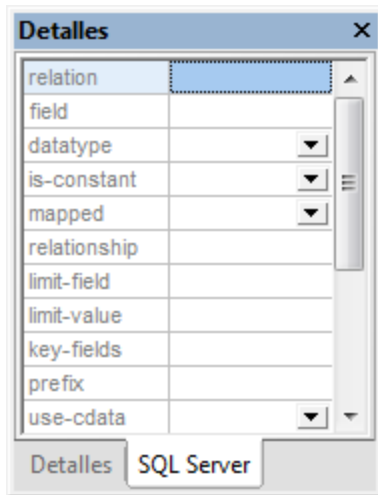 Detalles
relation
field
datatype
is-constant
mapped
relationship
limit-field
limit-value
key-fields
prefix
use-cdata
Detalles SQL Server